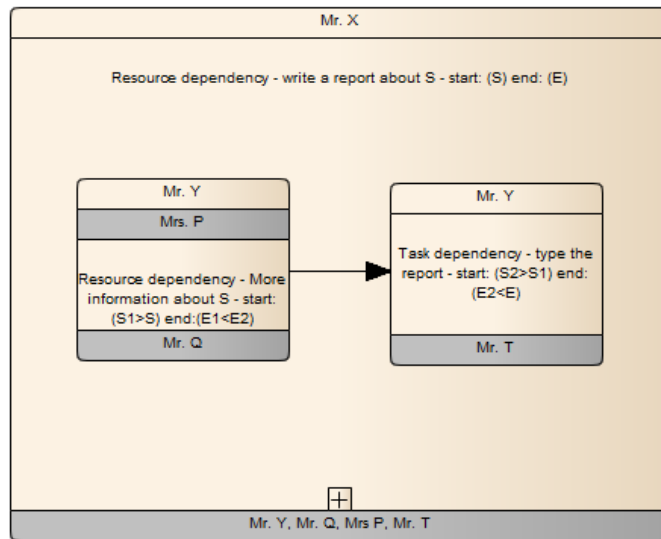 Mr. X
Resource dependency - write a report about S - start: (S) end: (E)
Mr. Y
Mrs. P
Resource dependency - More
information about S - start:
(S1>S) end:(E1<E2)
Mr. Q
Mr. Y
Task dependency - type the
report - start: (S2>S1) end:
(E2<E)
Mr. T
Mr. Y, Mr. Q, Mrs P, Mr. T